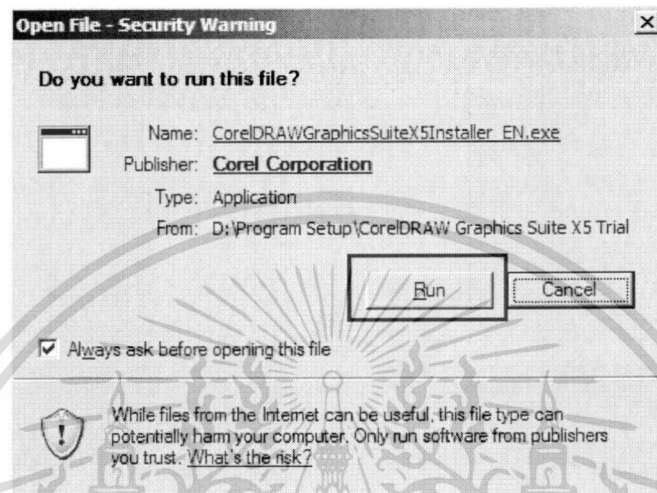 Open File - Security Warning
Do you want to run this file?
Name: CorelDRAWGraphicsSuiteX5Installer_EN.exe
Publisher: Corel Corporation
Type: Application
From: D:\Program Setup\CorelDRAW Graphics Suite X5 Trial
Run Cancel
Always ask before opening this file
While files from the Internet can be useful, this file type can
potentially harm your computer. Only run software from publishers
you trust. What's the risk?